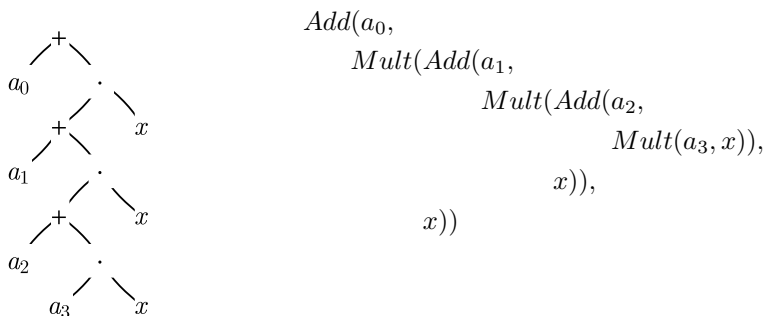 +
a₀ ·
+ x
a₁ ·
+ x
a₂ ·
a₃ x
Add(a₀,
Mult(Add(a₁,
Mult(Add(a₂,
Mult(a₃, x)),
x)),
x))